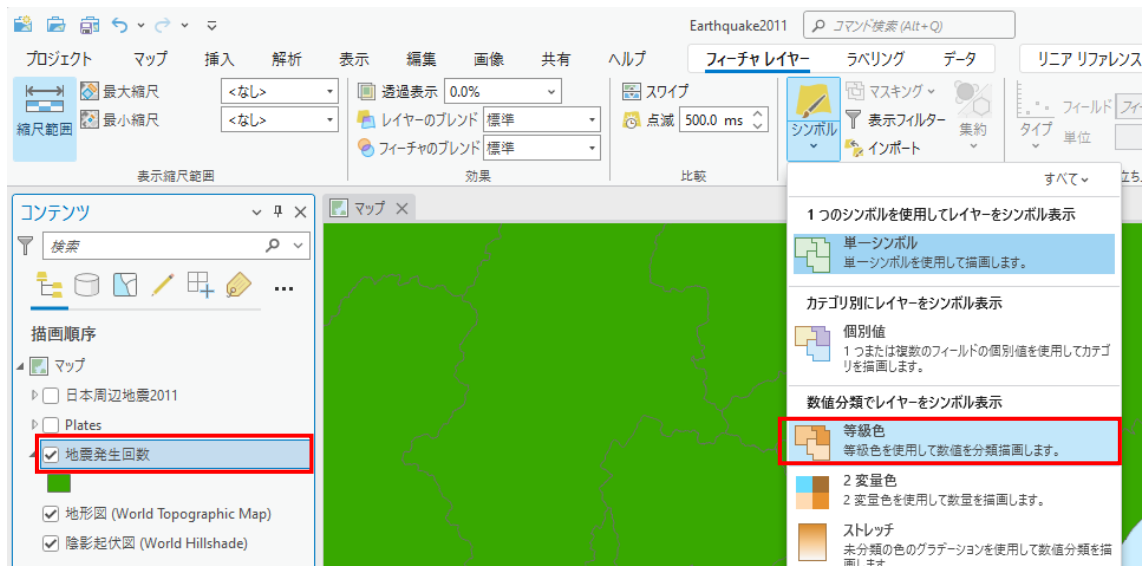 Earthquake2011
コマンド検索 (Alt+Q)
プロジェクト マップ 挿入 解析 表示 編集 画像 共有 ヘルプ フィーチャ レイヤー ラベリング データ リニア リファレンス
縮尺範囲
最大縮尺 <なし>
最小縮尺 <なし>
表示縮尺範囲
透過表示 0.0%
レイヤーのブレンド 標準
フィーチャのブレンド 標準
効果
スワイプ
点滅 500.0 ms
比較
シンボル
マスキング
表示フィルター
インポート
集約
タイプ
フィールド フィー
単位
立ち
コンテンツ
検索
描画順序
マップ
日本周辺地震2011
Plates
地震発生回数
地形図 (World Topographic Map)
陰影起伏図 (World Hillshade)
マップ
すべて
1 つのシンボルを使用してレイヤーをシンボル表示
単一シンボル
単一シンボルを使用して描画します。
カテゴリ別にレイヤーをシンボル表示
個別値
1 つまたは複数のフィールドの個別値を使用してカテゴ
リを描画します。
数値分類でレイヤーをシンボル表示
等級色
等級色を使用して数値を分類描画します。
2 変量色
2 変量色を使用して数量を描画します。
ストレッチ
未分類の色のグラデーションを使用して数値分類を描
画します。